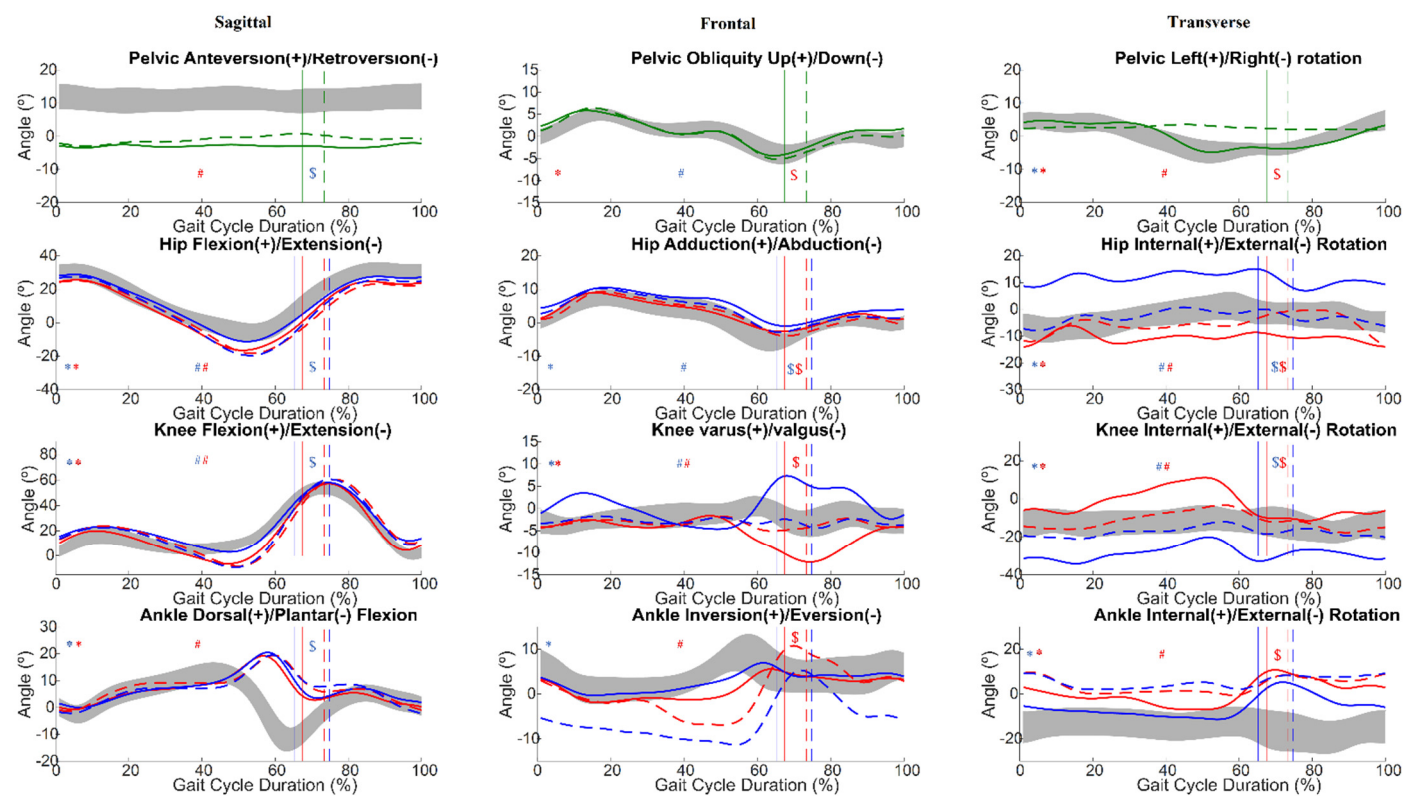 Sagittal
Frontal
Transverse
Pelvic Anteversion(+)/Retroversion(-)
Pelvic Obliquity Up(+)/Down(-)
Pelvic Left(+)/Right(-) rotation
Angle (º)
20
10
0
-10
-20
# $
0 20 40 60 80 100
Gait Cycle Duration (%)
Angle (º)
15
10
5
0
-5
-10
-15
* # $
0 20 40 60 80 100
Gait Cycle Duration (%)
Angle (º)
20
10
0
-10
-20
** # $
0 20 40 60 80 100
Gait Cycle Duration (%)
Hip Flexion(+)/Extension(-)
Hip Adduction(+)/Abduction(-)
Hip Internal(+)/External(-) Rotation
Angle (º)
40
20
0
-20
-40
** ## $
0 20 40 60 80 100
Gait Cycle Duration (%)
Angle (º)
20
10
0
-10
-20
* # $$
0 20 40 60 80 100
Gait Cycle Duration (%)
Angle (º)
20
10
0
-10
-20
-30
** ## $$
0 20 40 60 80 100
Gait Cycle Duration (%)
Knee Flexion(+)/Extension(-)
Knee varus(+)/valgus(-)
Knee Internal(+)/External(-) Rotation
Angle (º)
80
60
40
20
0
** ## $
0 20 40 60 80 100
Gait Cycle Duration (%)
Angle (º)
15
10
5
0
-5
-10
-15
** ## $
0 20 40 60 80 100
Gait Cycle Duration (%)
Angle (º)
20
0
-20
-40
** ## $$
0 20 40 60 80 100
Gait Cycle Duration (%)
Ankle Dorsal(+)/Plantar(-) Flexion
Ankle Inversion(+)/Eversion(-)
Ankle Internal(+)/External(-) Rotation
Angle (º)
30
20
10
0
-10
-20
** # $
0 20 40 60 80 100
Gait Cycle Duration (%)
Angle (º)
10
0
-10
* # $
0 20 40 60 80 100
Gait Cycle Duration (%)
Angle (º)
20
0
-20
-40
** # $
0 20 40 60 80 100
Gait Cycle Duration (%)